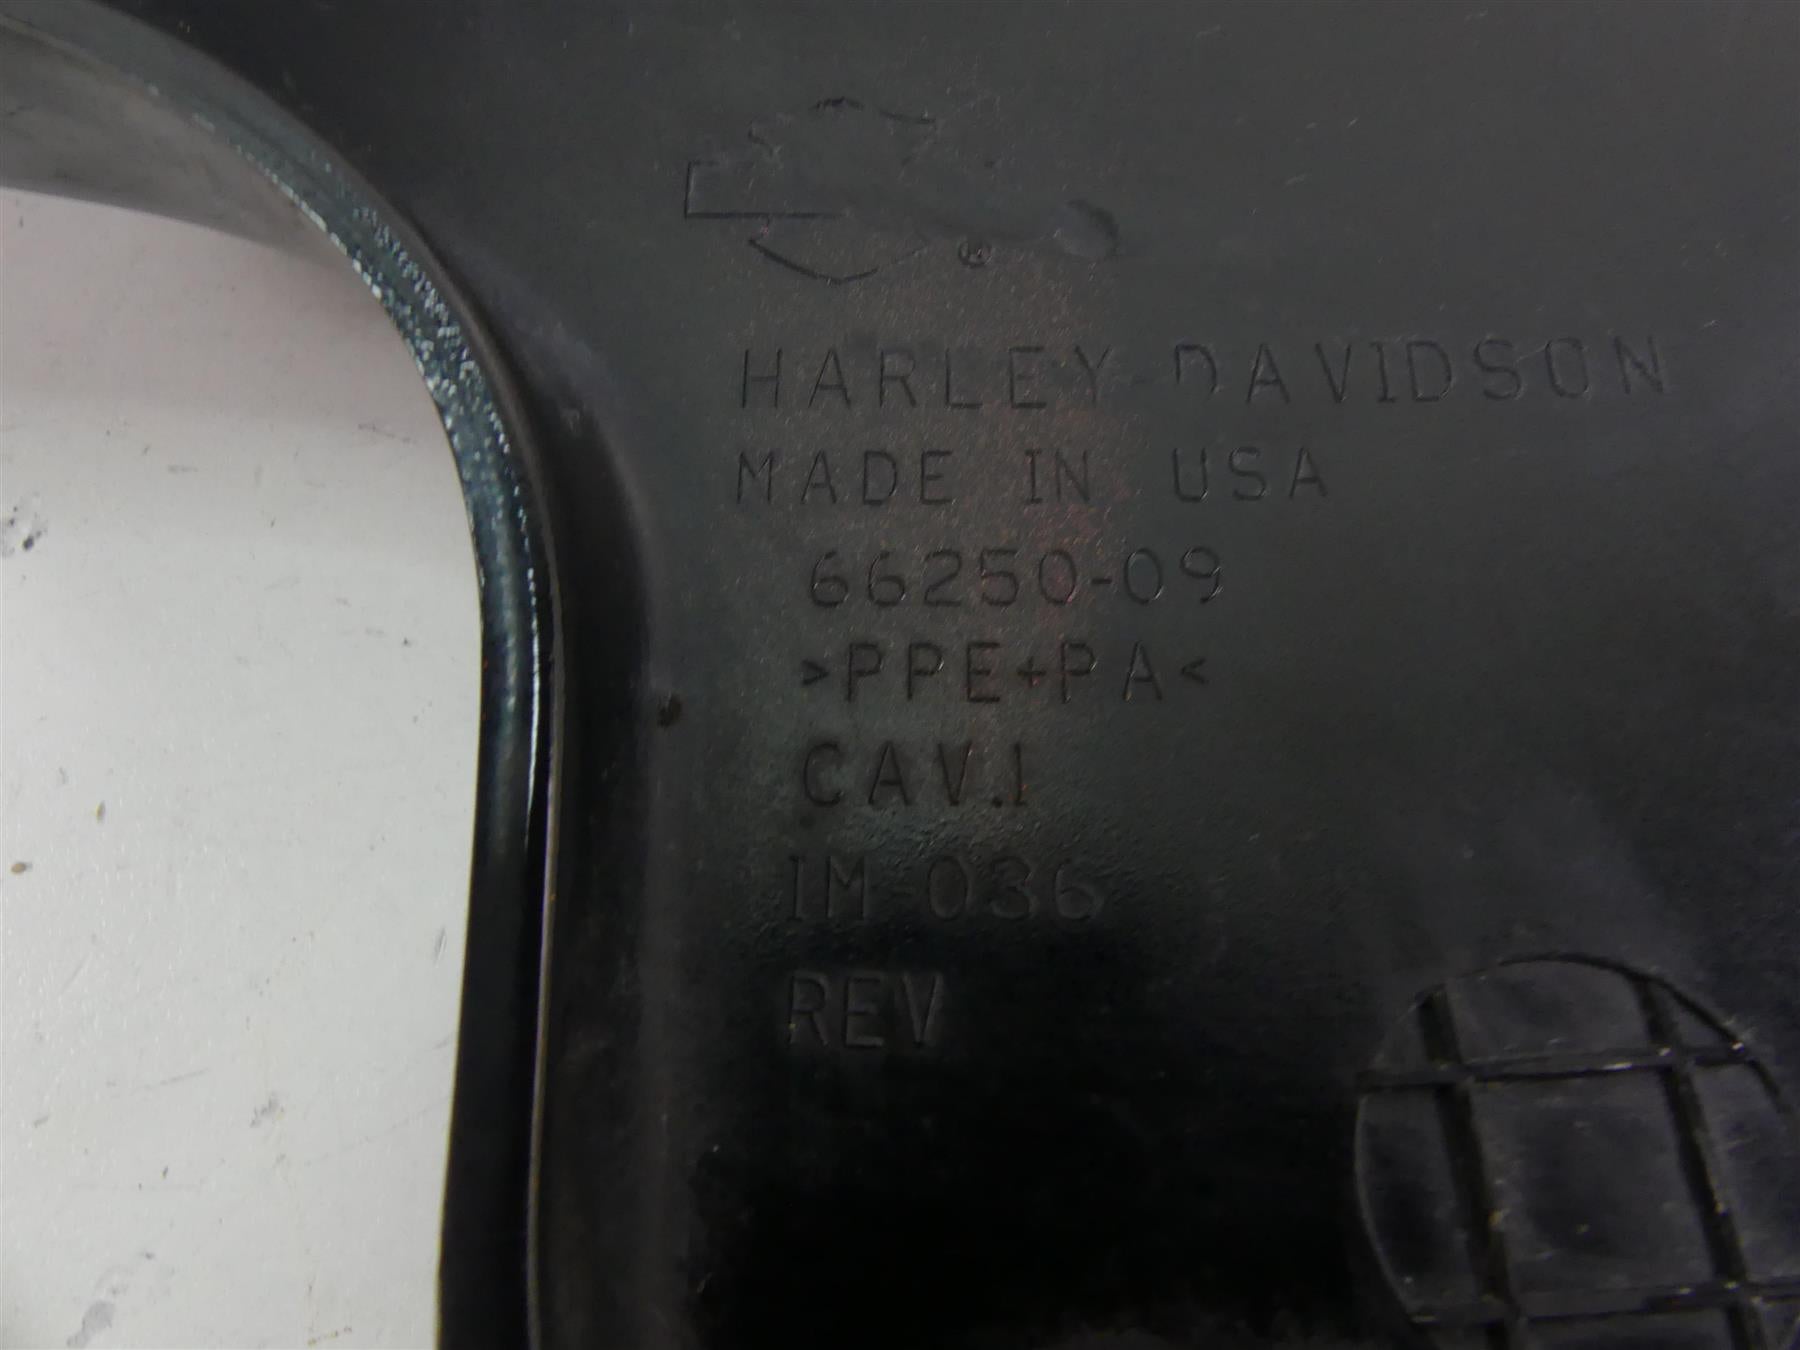 ®
HARLEY-DAVIDSON
MADE IN USA
66250-09
>PPE+PA<
CAV.1
IM-036
REV